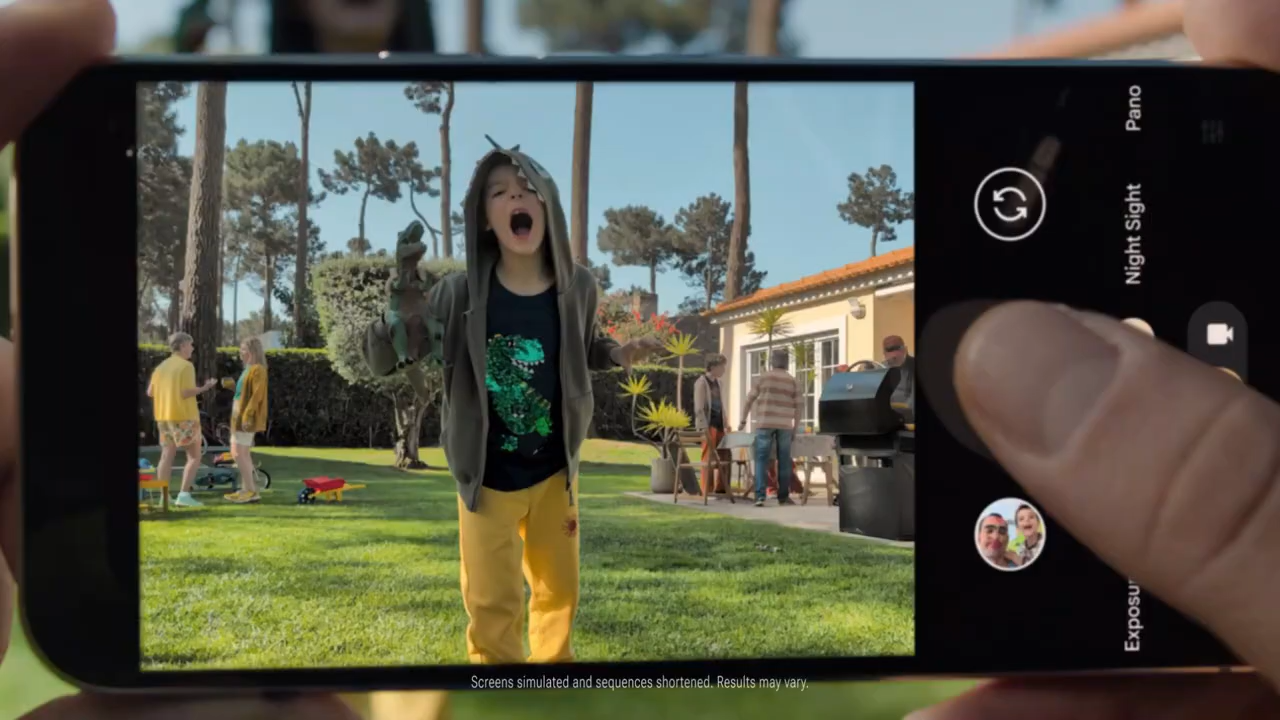 Pano
Night Sight
Exposu
Screens simulated and sequences shortened. Results may vary.